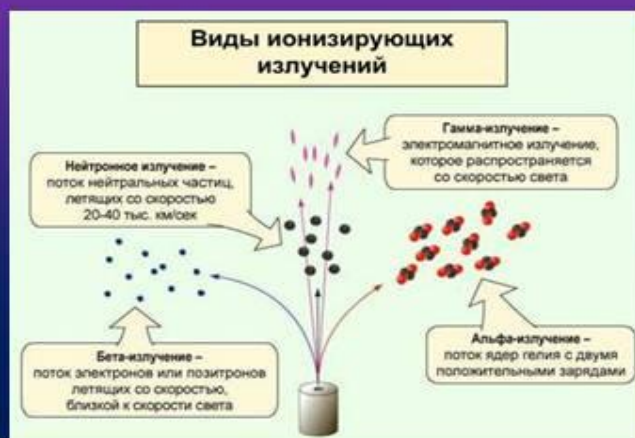 Виды ионизирующих
излучений
Гамма-излучение –
электромагнитное излучение,
которое распространяется
со скоростью света
Нейтронное излучение –
поток нейтральных частиц,
летящих со скоростью
20-40 тыс. км/сек
Бета-излучение –
поток электронов или позитронов
летящих со скоростью,
близкой к скорости света
Альфа-излучение –
поток ядер гелия с двумя
положительными зарядами